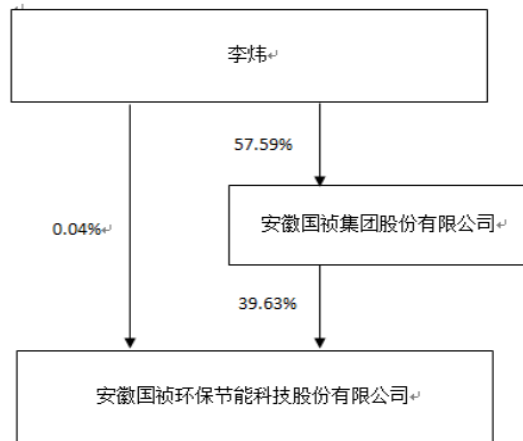 李炜
57.59%
0.04%
安徽国祯集团股份有限公司
39.63%
安徽国祯环保节能科技股份有限公司